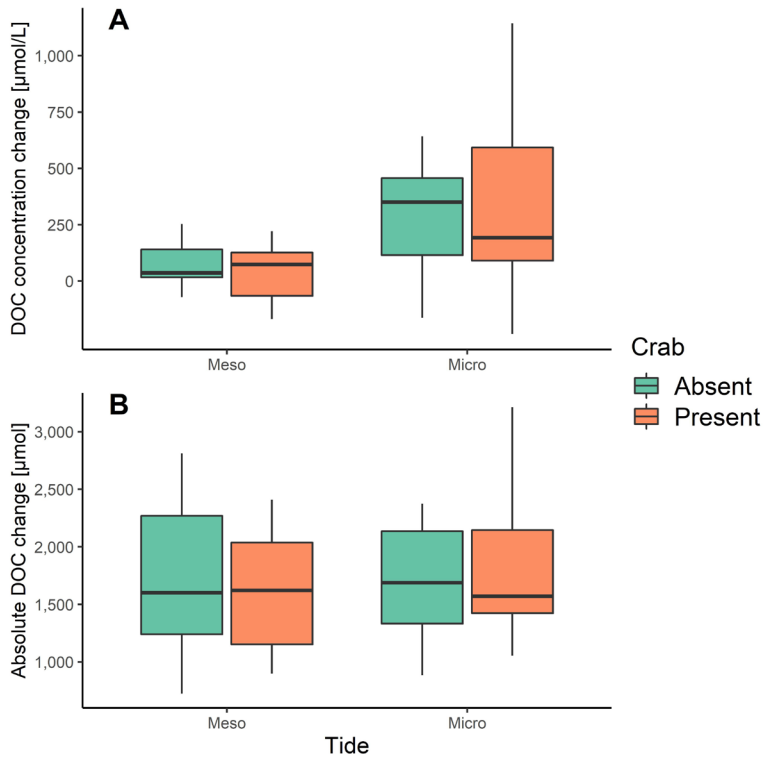 A
DOC concentration change [µmol/L]
1,000
750
500
250
0
Meso
Micro
Crab
Absent
Present
B
Absolute DOC change [µmol]
3,000
2,500
2,000
1,500
1,000
Meso
Micro
Tide